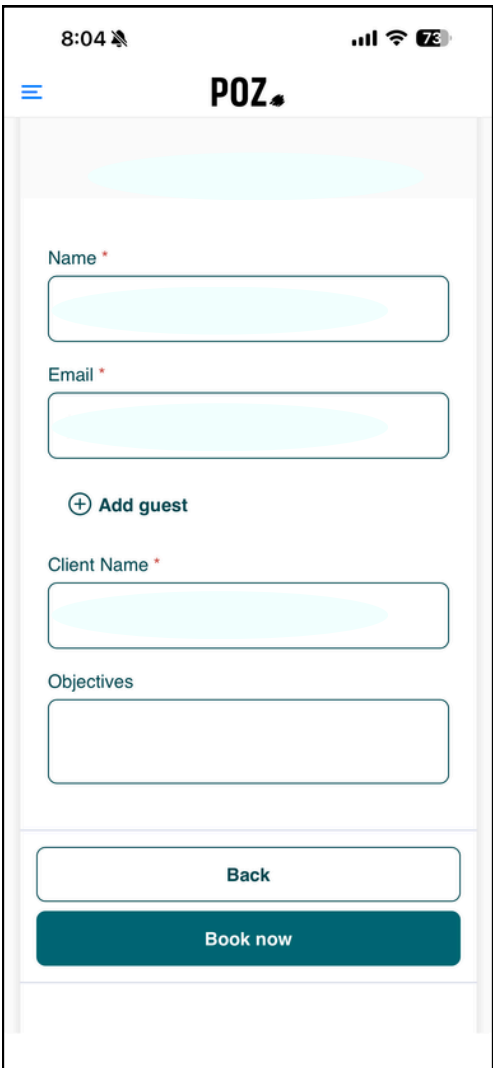 8:04
73
POZ.
Name *
Email *
Add guest
Client Name *
Objectives
Back
Book now